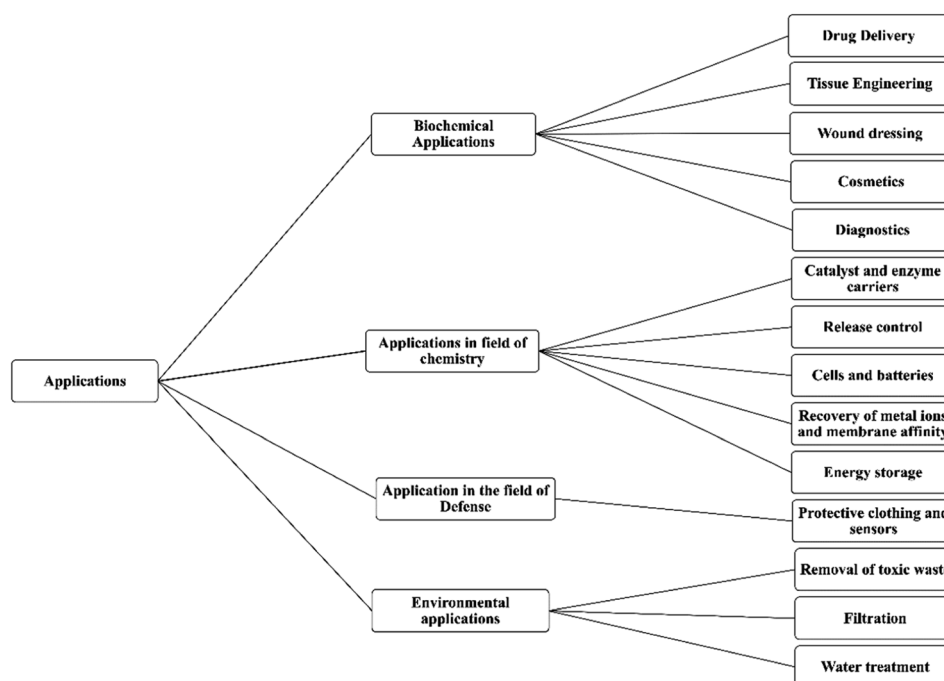 Drug Delivery
Tissue Engineering
Biochemical
Applications
Wound dressing
Cosmetics
Diagnostics
Catalyst and enzyme
carriers
Applications in field of
chemistry
Release control
Applications
Cells and batteries
Recovery of metal ions
and membrane affinity
Energy storage
Application in the field of
Defense
Protective clothing and
sensors
Removal of toxic waste
Environmental
applications
Filtration
Water treatment